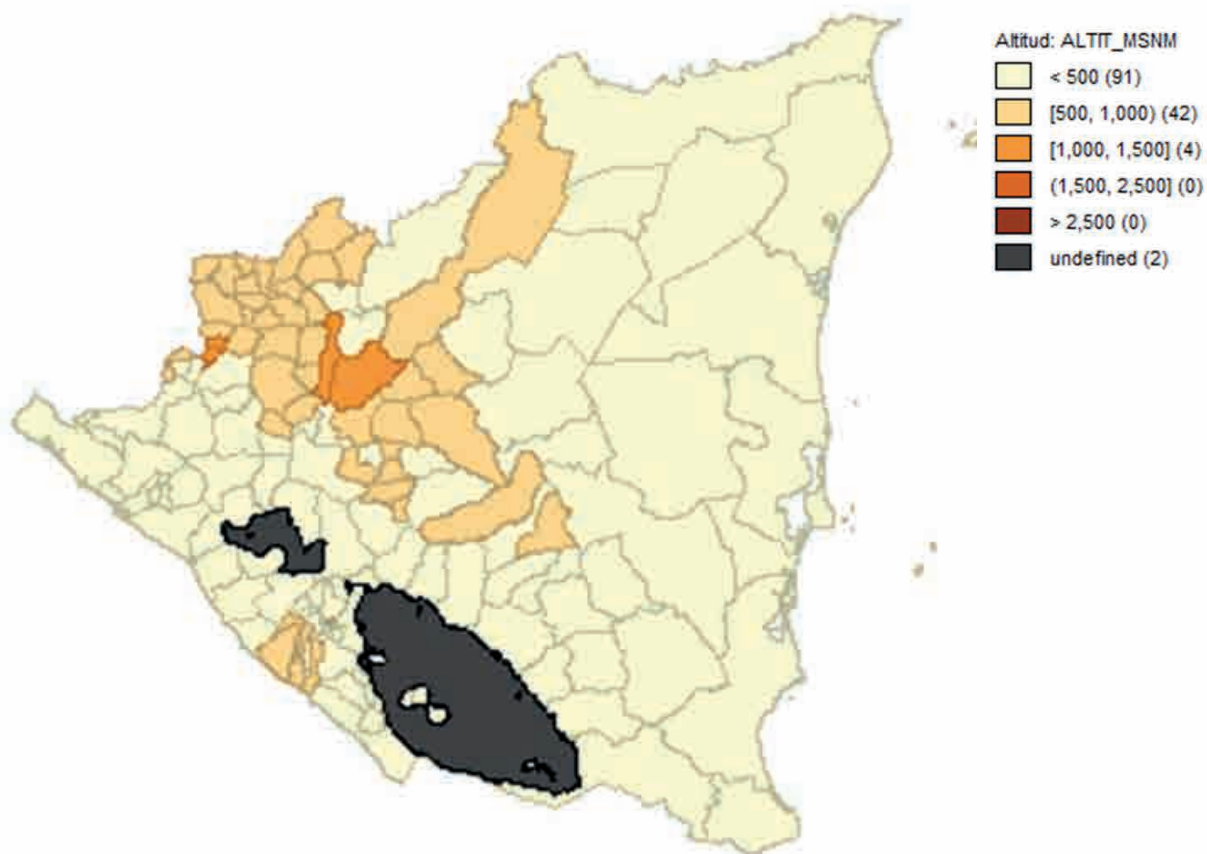 Altitud: ALTIT_MSNM
< 500 (91)
[500, 1,000) (42)
[1,000, 1,500] (4)
(1,500, 2,500] (0)
> 2,500 (0)
undefined (2)